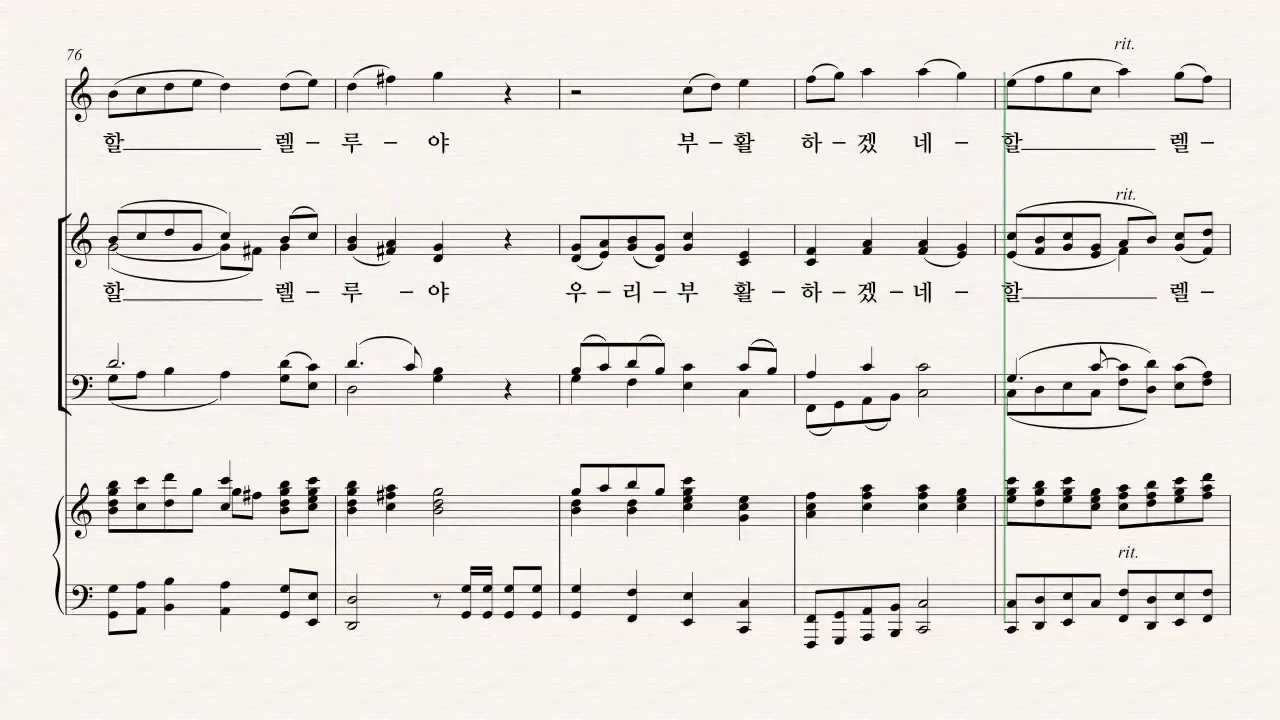 76
rit.
할 렐 – 루 – 야 부 – 활 하 – 겠 네 – 할 렐 –
rit.
할 렐 – 루 – 야 우 – 리 – 부 활 – 하 – 겠 – 네 – 할 렐 –
rit.